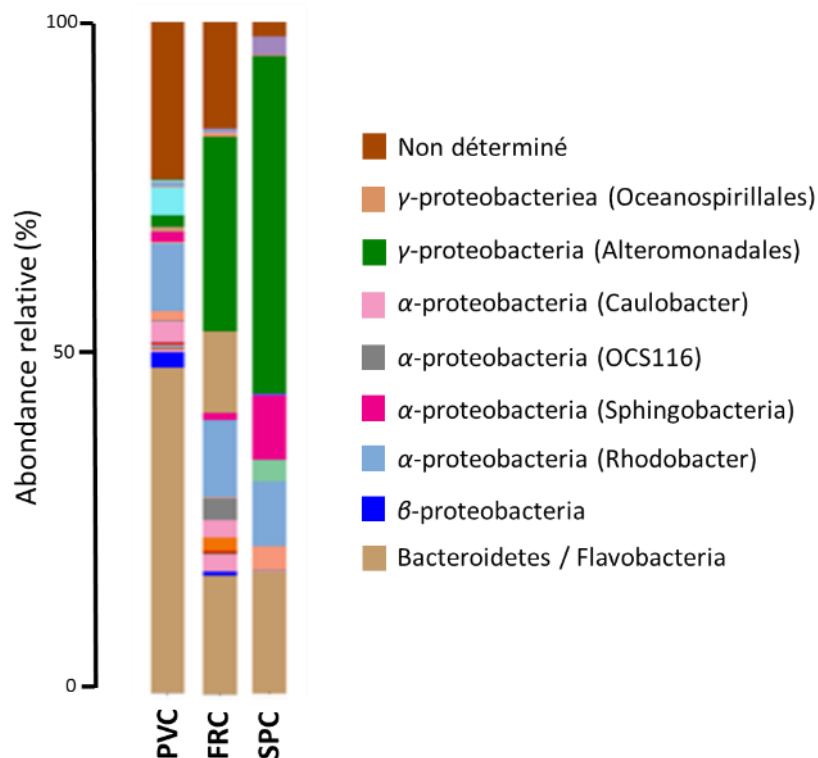 100
50
0
Abondance relative (%)
PVC
FRC
SPC
Non déterminé
γ-proteobacteriea (Oceanospirillales)
γ-proteobacteria (Alteromonadales)
α-proteobacteria (Caulobacter)
α-proteobacteria (OCS116)
α-proteobacteria (Sphingobacteria)
α-proteobacteria (Rhodobacter)
β-proteobacteria
Bacteroidetes / Flavobacteria